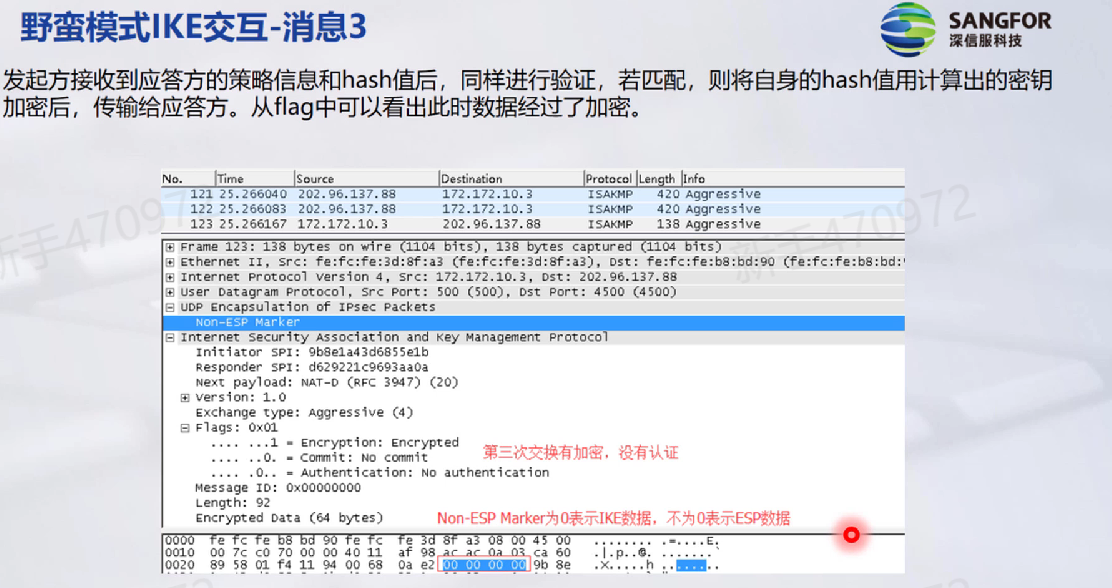 野蛮模式IKE交互-消息3
SANGFOR
深信服科技
发起方接收到应答方的策略信息和hash值后，同样进行验证，若匹配，则将自身的hash值用计算出的密钥
加密后，传输给应答方。从flag中可以看出此时数据经过了加密。
No. Time Source Destination Protocol Length Info
121 25.266040 202.96.137.88 172.172.10.3 ISAKMP 420 Aggressive
122 25.266083 202.96.137.88 172.172.10.3 ISAKMP 420 Aggressive
123 25.266167 172.172.10.3 202.96.137.88 ISAKMP 138 Aggressive
Frame 123: 138 bytes on wire (1104 bits), 138 bytes captured (1104 bits)
Ethernet II, Src: fe:fc:fe:3d:8f:a3 (fe:fc:fe:3d:8f:a3), Dst: fe:fc:fe:b8:bd:90 (fe:fc:fe:b8:bd:
Internet Protocol Version 4, Src: 172.172.10.3, Dst: 202.96.137.88
User Datagram Protocol, Src Port: 500 (500), Dst Port: 4500 (4500)
UDP Encapsulation of IPsec Packets
Non-ESP Marker
Internet Security Association and Key Management Protocol
Initiator SPI: 9b8e1a43d6855e1b
Responder SPI: d629221c9693aa0a
Next payload: NAT-D (RFC 3947) (20)
Version: 1.0
Exchange type: Aggressive (4)
Flags: 0x01
.... ...1 = Encryption: Encrypted
.... ..0. = Commit: No commit
.... .0.. = Authentication: No authentication
第三次交换有加密，没有认证
Message ID: 0x00000000
Length: 92
Encrypted Data (64 bytes)
Non-ESP Marker为0表示IKE数据，不为0表示ESP数据
0000 fe fc fe b8 bd 90 fe fc fe 3d 8f a3 08 00 45 00 ........ .=....E.
0010 00 7c c0 70 00 00 40 11 af 98 ac ac 0a 03 ca 60 .|.p..@. .......`
0020 89 58 01 f4 11 94 00 68 0a e2 00 00 00 00 9b 8e .X.....h ........
新手470972
新手470972